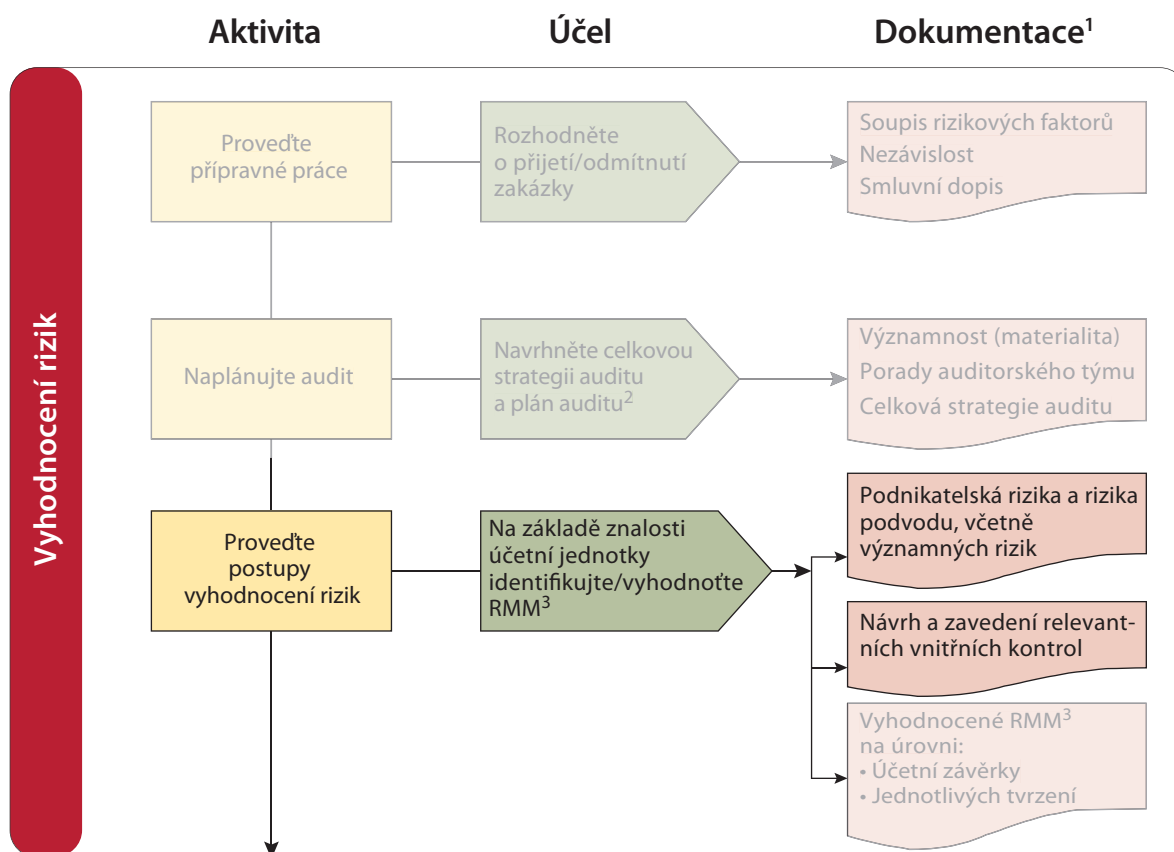 Aktivita
Účel
Dokumentace¹
Vyhodnocení rizik
Proveďte
přípravné práce
Rozhodněte
o přijetí/odmítnutí
zakázky
Soupis rizikových faktorů
Nezávislost
Smluvní dopis
Naplánujte audit
Navrhněte celkovou
strategii auditu
a plán auditu²
Významnost (materialita)
Porady auditorského týmu
Celková strategie auditu
Proveďte
postupy
vyhodnocení rizik
Na základě znalosti
účetní jednotky
identifikujte/vyhodnoťte
RMM³
Podnikatelská rizika a rizika
podvodu, včetně
významných rizik
Návrh a zavedení relevant-
ních vnitřních kontrol
Vyhodnocené RMM³
na úrovni:
• Účetní závěrky
• Jednotlivých tvrzení